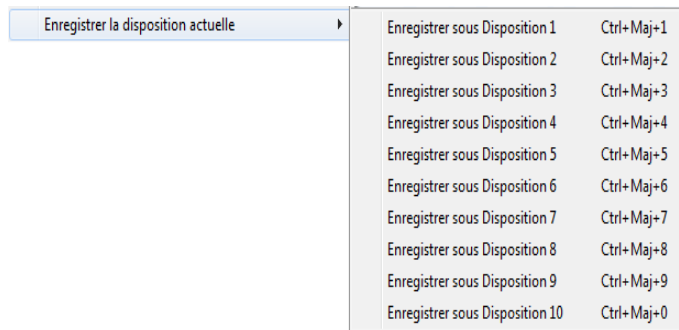 Enregistrer la disposition actuelle
Enregistrer sous Disposition 1 Ctrl+Maj+1
Enregistrer sous Disposition 2 Ctrl+Maj+2
Enregistrer sous Disposition 3 Ctrl+Maj+3
Enregistrer sous Disposition 4 Ctrl+Maj+4
Enregistrer sous Disposition 5 Ctrl+Maj+5
Enregistrer sous Disposition 6 Ctrl+Maj+6
Enregistrer sous Disposition 7 Ctrl+Maj+7
Enregistrer sous Disposition 8 Ctrl+Maj+8
Enregistrer sous Disposition 9 Ctrl+Maj+9
Enregistrer sous Disposition 10 Ctrl+Maj+0